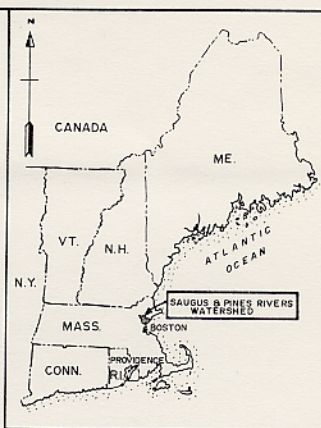 N
CANADA
ME.
VT.
N.H.
ATLANTIC
OCEAN
N.Y.
SAUGUS & PINES RIVERS
WATERSHED
MASS.
BOSTON
PROVIDENCE
CONN.
R.I.